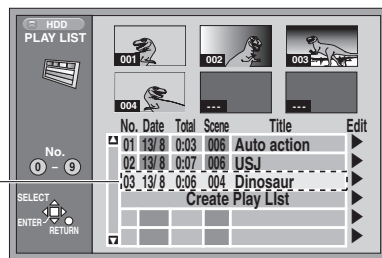 HDD
PLAY LIST
001
002
003
004
---
---
No. Date Total Scene Title Edit
01 13/8 0:03 006 Auto action
02 13/8 0:07 006 USJ
03 13/8 0:06 004 Dinosaur
Create Play LIst
No.
0 - 9
SELECT
ENTER
RETURN